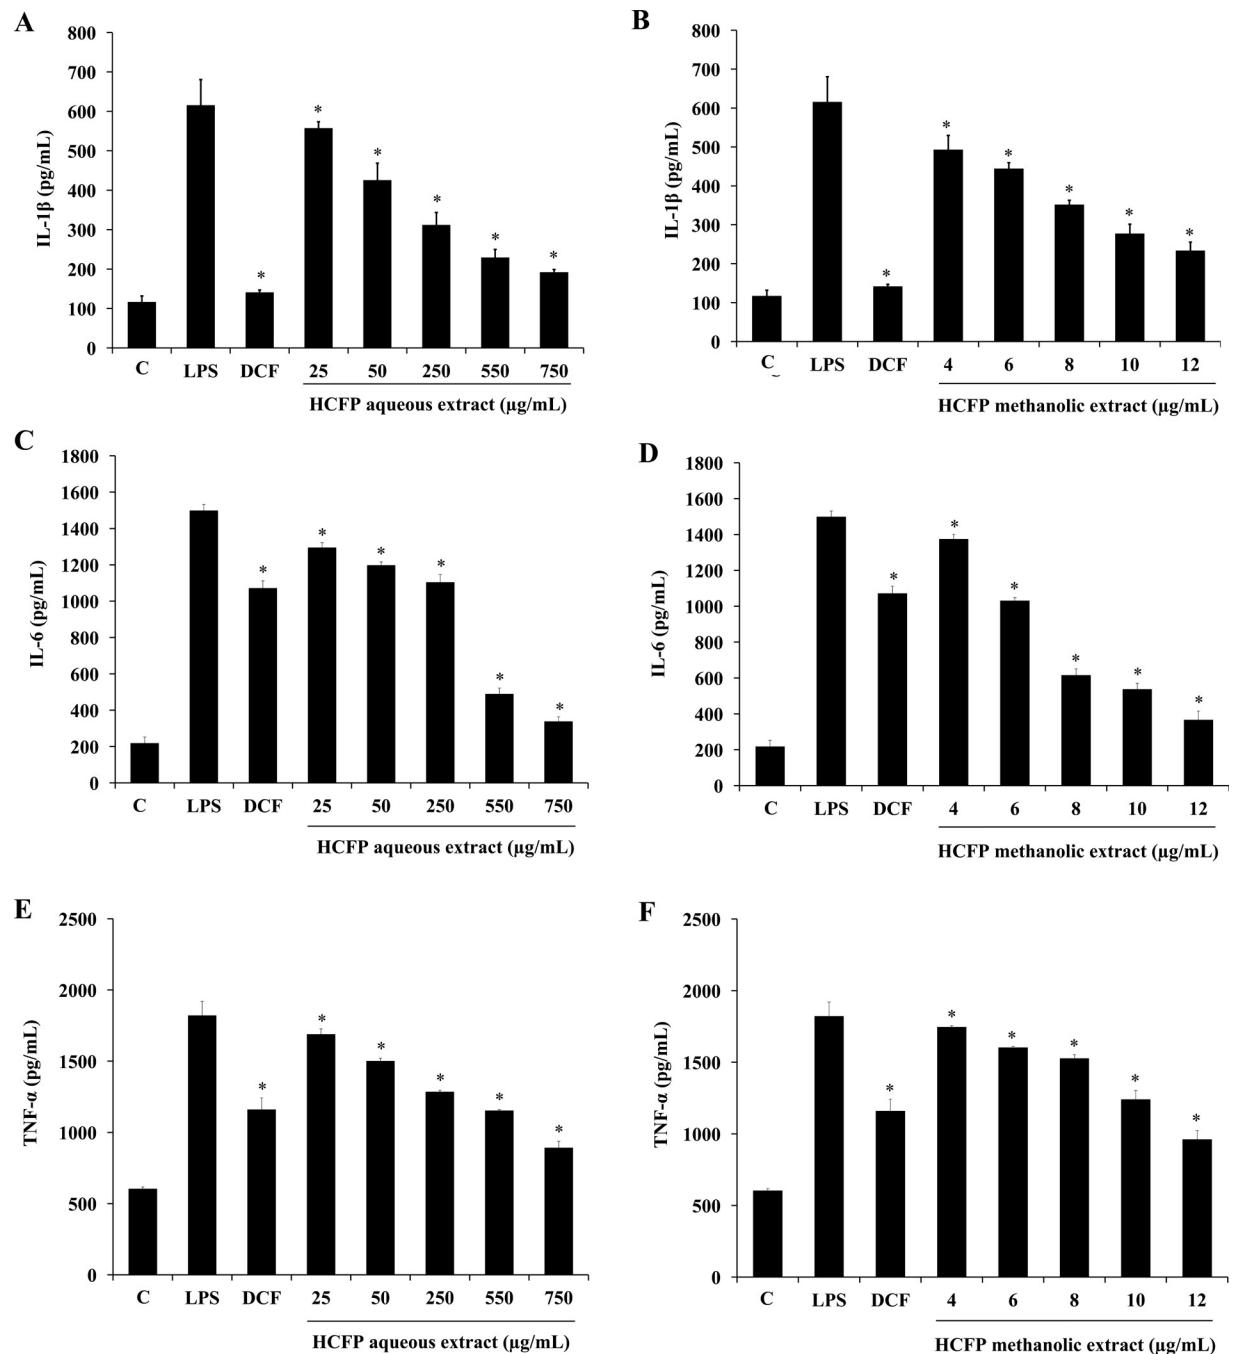 A
800
700
600
500
400
300
200
100
0
IL-1β (pg/mL)
* * * * * *
C LPS DCF 25 50 250 550 750
HCFP aqueous extract (µg/mL)
B
800
700
600
500
400
300
200
100
0
IL-1β (pg/mL)
* * * * * *
C LPS DCF 4 6 8 10 12
HCFP methanolic extract (µg/mL)
C
1800
1600
1400
1200
1000
800
600
400
200
0
IL-6 (pg/mL)
* * * * * *
C LPS DCF 25 50 250 550 750
HCFP aqueous extract (µg/mL)
D
1800
1600
1400
1200
1000
800
600
400
200
0
IL-6 (pg/mL)
* * * * * *
C LPS DCF 4 6 8 10 12
HCFP methanolic extract (µg/mL)
E
2500
2000
1500
1000
500
0
TNF-α (pg/mL)
* * * * * *
C LPS DCF 25 50 250 550 750
HCFP aqueous extract (µg/mL)
F
2500
2000
1500
1000
500
0
TNF-α (pg/mL)
* * * * * *
C LPS DCF 4 6 8 10 12
HCFP methanolic extract (µg/mL)